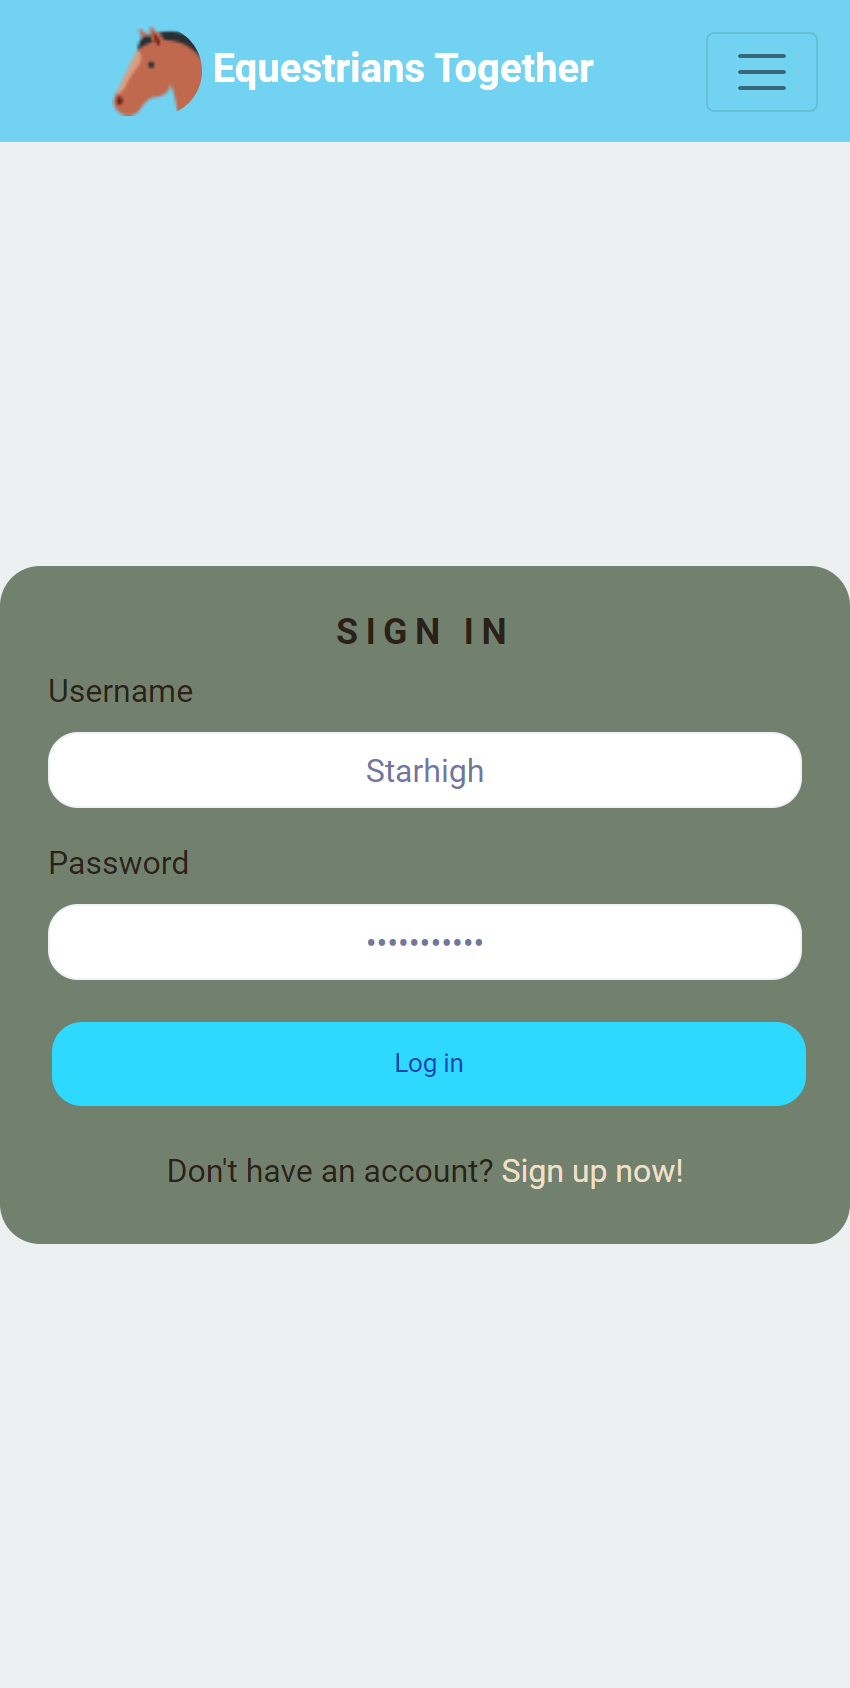 Equestrians Together
SIGN IN
Username
Starhigh
Password
•••••••••••
Log in
Don't have an account? Sign up now!